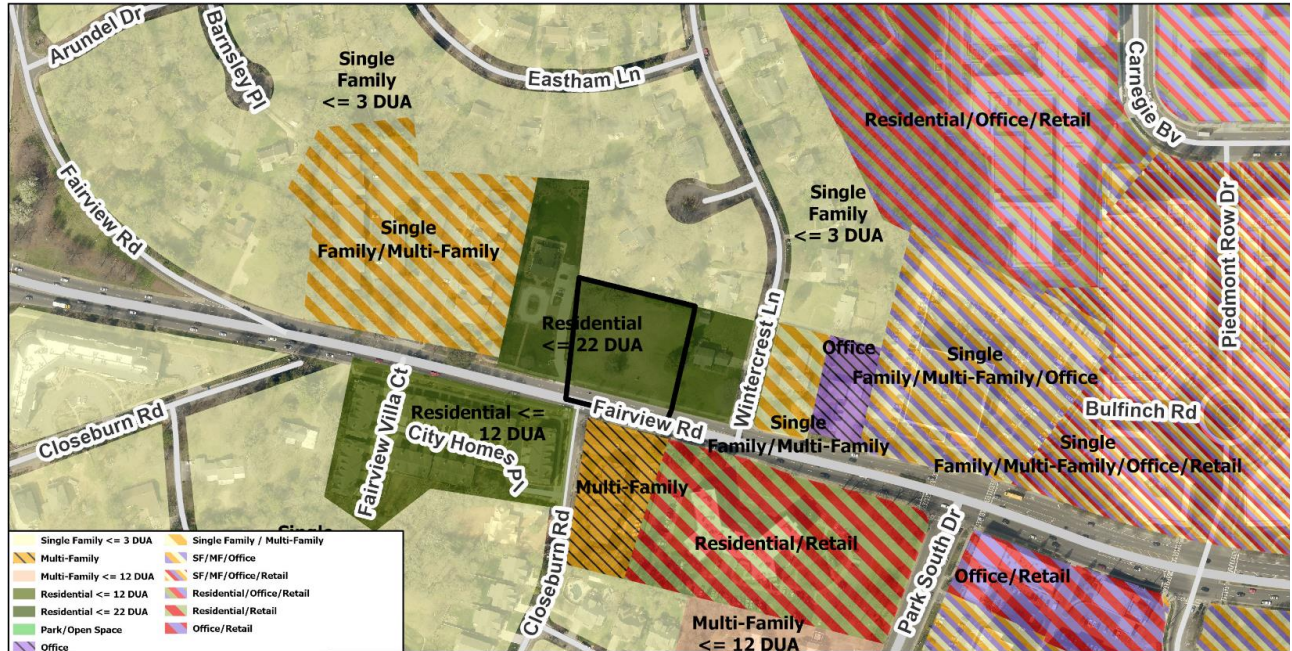 Arundel Dr
Barnsley Pl
Single
Family
<= 3 DUA
Eastham Ln
Carnegie Bv
Residential/Office/Retail
Fairview Rd
Single
Family/Multi-Family
Single
Family
<= 3 DUA
Piedmont Row Dr
Residential
<= 22 DUA
Wintercrest Ln
Office
Single
Family/Multi-Family/Office
Closeburn Rd
Fairview Villa Ct
Residential <=
12 DUA
City Homes Pl
Fairview Rd
Single
Family/Multi-Family
Bulfinch Rd
Single
Family/Multi-Family/Office/Retail
Multi-Family
Closeburn Rd
Residential/Retail
Park South Dr
Office/Retail
Multi-Family
<= 12 DUA
Single
Single Family <= 3 DUA
Multi-Family
Multi-Family <= 12 DUA
Residential <= 12 DUA
Residential <= 22 DUA
Park/Open Space
Office
Single Family / Multi-Family
SF/MF/Office
SF/MF/Office/Retail
Residential/Office/Retail
Residential/Retail
Office/Retail